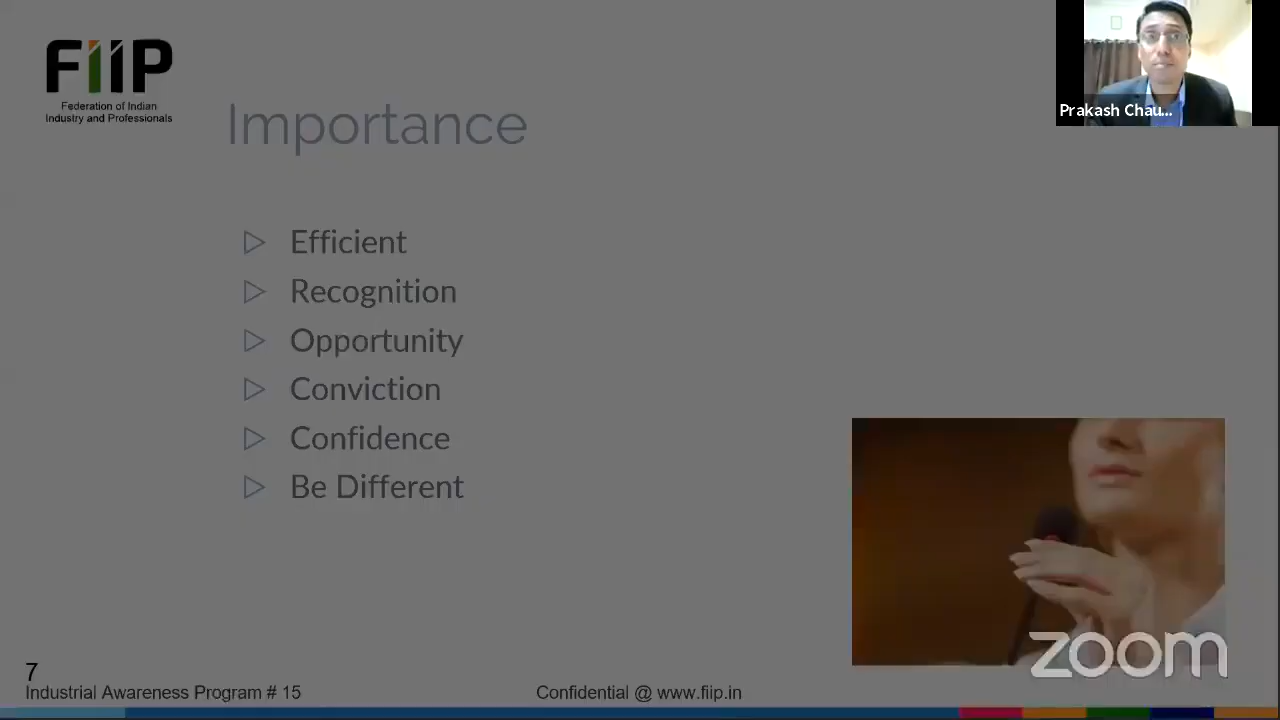 FiiP
Federation of Indian
Industry and Professionals
Prakash Chau...
Importance
Efficient
Recognition
Opportunity
Conviction
Confidence
Be Different
zoom
7
Industrial Awareness Program # 15
Confidential @ www.fiip.in